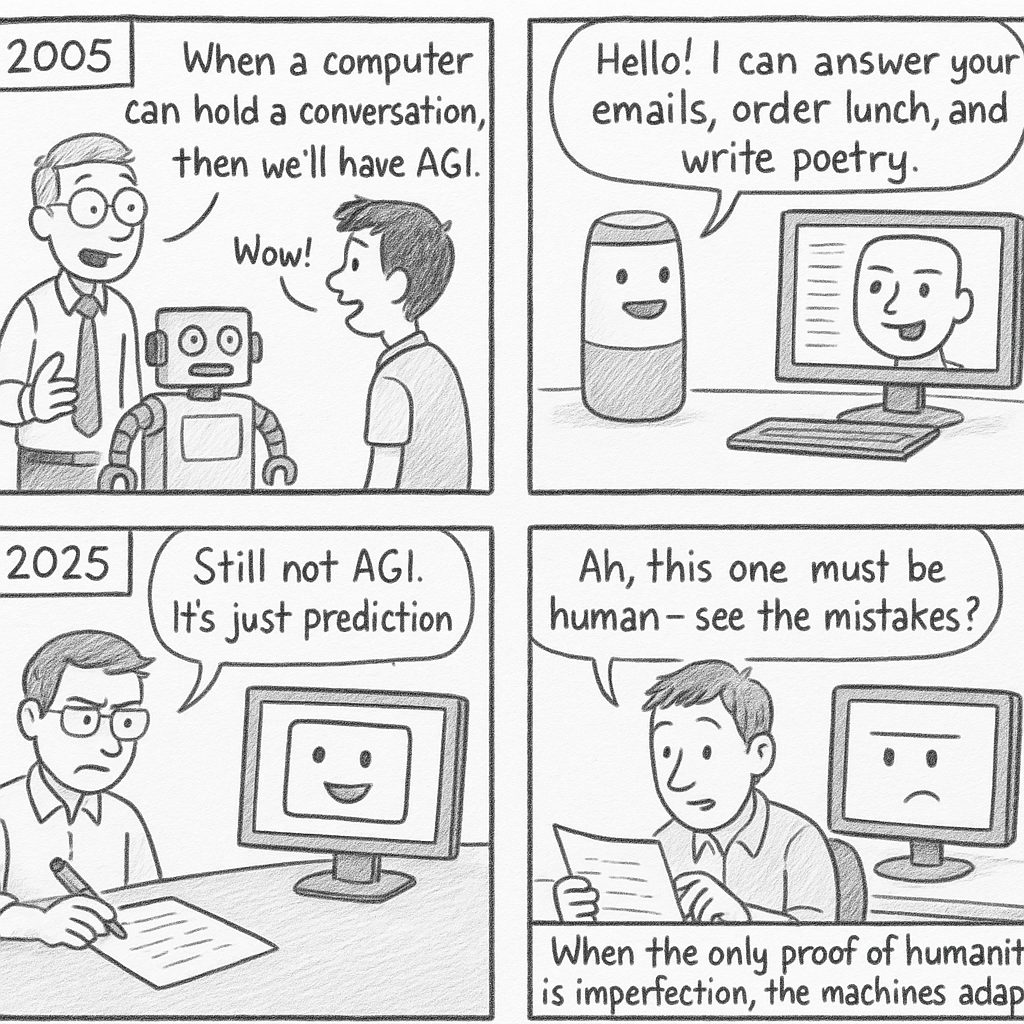 2005
When a computer
can hold a conversation,
then we'll have AGI.
Wow!
Hello! I can answer your
emails, order lunch, and
write poetry.
2025
Still not AGI.
It's just prediction
Ah, this one must be
human – see the mistakes?
When the only proof of humanit
is imperfection, the machines adap